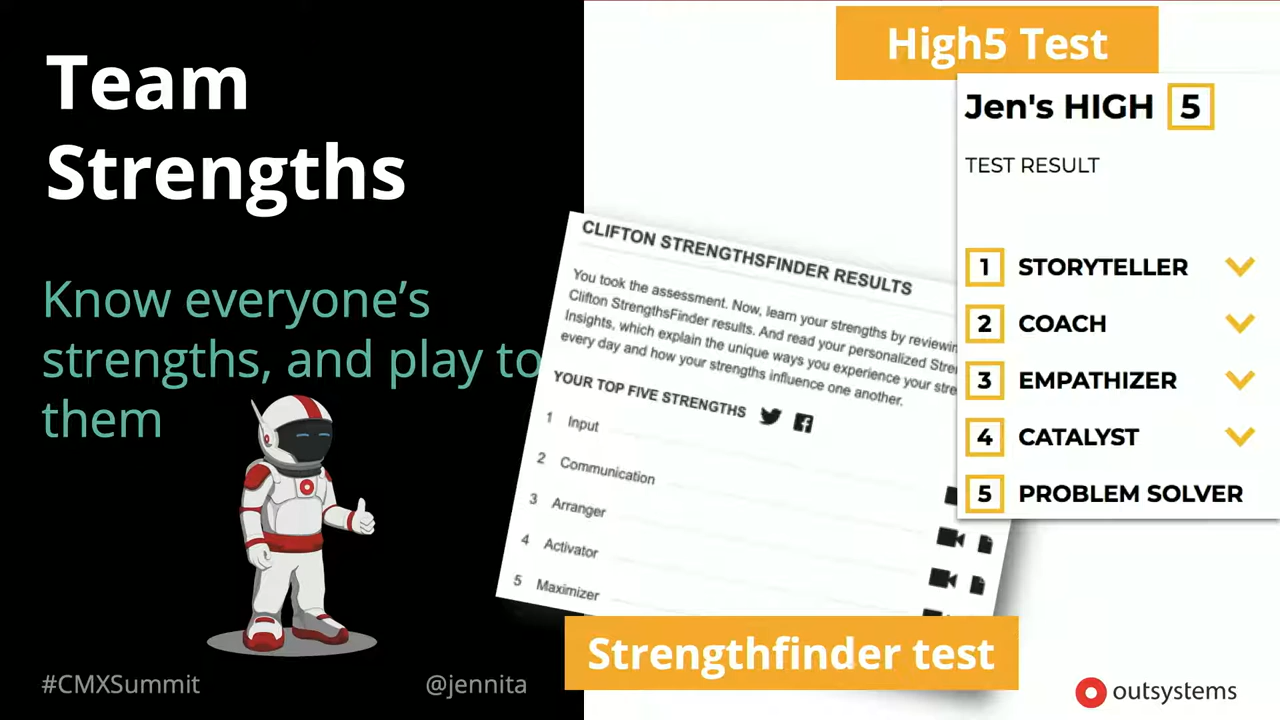 Team
Strengths
Know everyone's
strengths, and play to
them
#CMXSummit
@jennita
High5 Test
Jen's HIGH 5
TEST RESULT
1 STORYTELLER
2 COACH
3 EMPATHIZER
4 CATALYST
5 PROBLEM SOLVER
CLIFTON STRENGTHSFINDER RESULTS
You took the assessment. Now, learn your strengths by
Clifton StrengthsFinder results. And read your personalized
Insights, which explain the unique ways you experience your
every day and how your strengths influence one another.
YOUR TOP FIVE STRENGTHS
1 Input
2 Communication
3 Arranger
4 Activator
5 Maximizer
Strengthfinder test
outsystems